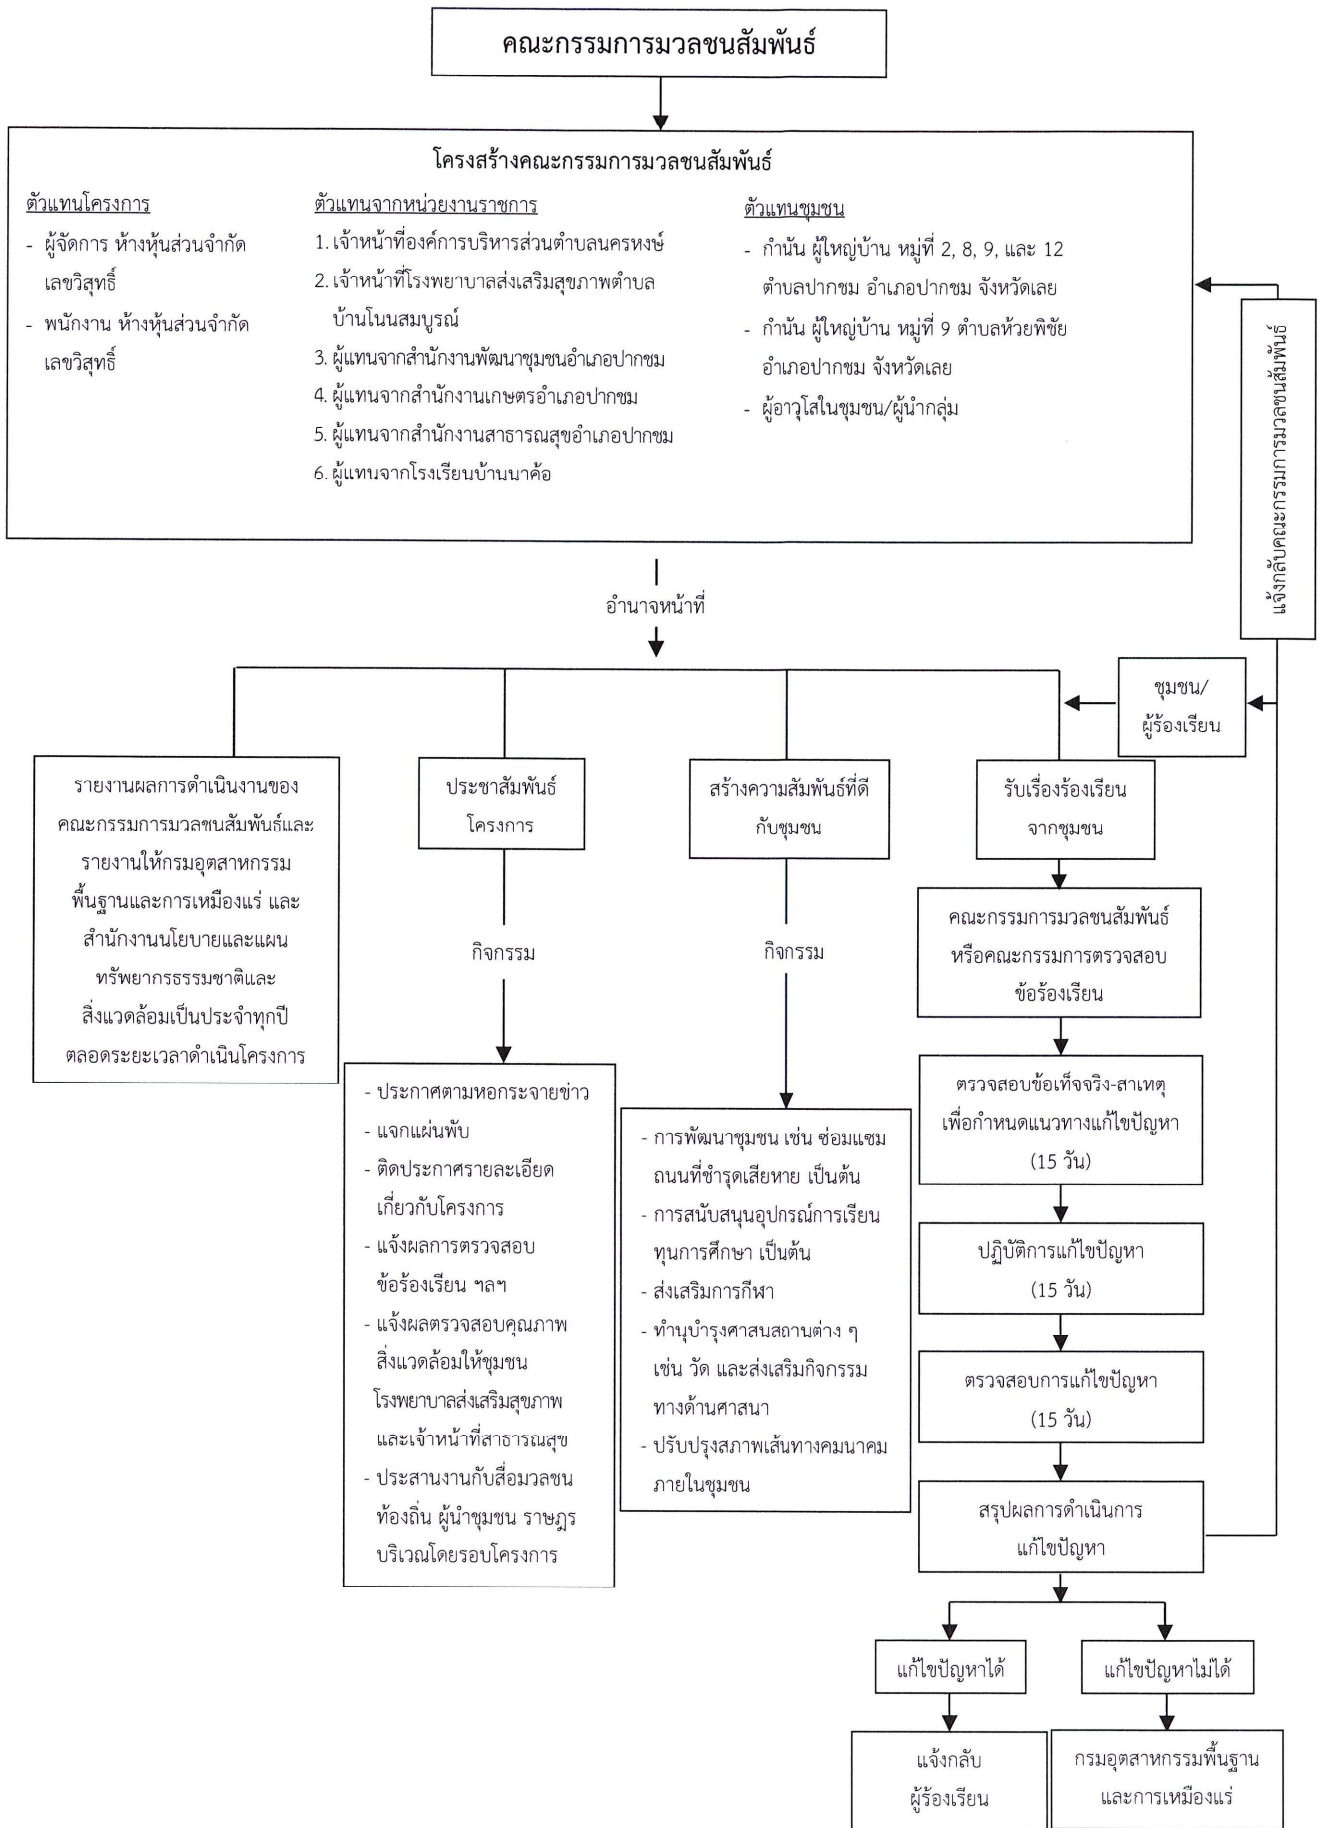 คณะกรรมการมวลชนสัมพันธ์
โครงสร้างคณะกรรมการมวลชนสัมพันธ์
ตัวแทนโครงการ
- ผู้จัดการ ห้างหุ้นส่วนจำกัด
เลขวิสุทธิ์
- พนักงาน ห้างหุ้นส่วนจำกัด
เลขวิสุทธิ์
ตัวแทนจากหน่วยงานราชการ
1. เจ้าหน้าที่องค์การบริหารส่วนตำบลนครหงษ์
2. เจ้าหน้าที่โรงพยาบาลส่งเสริมสุขภาพตำบล
บ้านโนนสมบูรณ์
3. ผู้แทนจากสำนักงานพัฒนาชุมชนอำเภอปากชม
4. ผู้แทนจากสำนักงานเกษตรอำเภอปากชม
5. ผู้แทนจากสำนักงานสาธารณสุขอำเภอปากชม
6. ผู้แทนจากโรงเรียนบ้านนาค้อ
ตัวแทนชุมชน
- กำนัน ผู้ใหญ่บ้าน หมู่ที่ 2, 8, 9, และ 12
ตำบลปากชม อำเภอปากชม จังหวัดเลย
- กำนัน ผู้ใหญ่บ้าน หมู่ที่ 9 ตำบลห้วยพิชัย
อำเภอปากชม จังหวัดเลย
- ผู้อาวุโสในชุมชน/ผู้นำกลุ่ม
แจ้งกลับคณะกรรมการมวลชนสัมพันธ์
อำนาจหน้าที่
ชุมชน/
ผู้ร้องเรียน
รายงานผลการดำเนินงานของ
คณะกรรมการมวลชนสัมพันธ์และ
รายงานให้กรมอุตสาหกรรม
พื้นฐานและการเหมืองแร่ และ
สำนักงานนโยบายและแผน
ทรัพยากรธรรมชาติและ
สิ่งแวดล้อมเป็นประจำทุกปี
ตลอดระยะเวลาดำเนินโครงการ
ประชาสัมพันธ์
โครงการ
กิจกรรม
- ประกาศตามหอกระจายข่าว
- แจกแผ่นพับ
- ติดประกาศรายละเอียด
เกี่ยวกับโครงการ
- แจ้งผลการตรวจสอบ
ข้อร้องเรียน ฯลฯ
- แจ้งผลตรวจสอบคุณภาพ
สิ่งแวดล้อมให้ชุมชน
โรงพยาบาลส่งเสริมสุขภาพ
และเจ้าหน้าที่สาธารณสุข
- ประสานงานกับสื่อมวลชน
ท้องถิ่น ผู้นำชุมชน ราษฎร
บริเวณโดยรอบโครงการ
สร้างความสัมพันธ์ที่ดี
กับชุมชน
กิจกรรม
- การพัฒนาชุมชน เช่น ซ่อมแซม
ถนนที่ชำรุดเสียหาย เป็นต้น
- การสนับสนุนอุปกรณ์การเรียน
ทุนการศึกษา เป็นต้น
- ส่งเสริมการกีฬา
- ทำนุบำรุงศาสนสถานต่าง ๆ
เช่น วัด และส่งเสริมกิจกรรม
ทางด้านศาสนา
- ปรับปรุงสภาพเส้นทางคมนาคม
ภายในชุมชน
รับเรื่องร้องเรียน
จากชุมชน
คณะกรรมการมวลชนสัมพันธ์
หรือคณะกรรมการตรวจสอบ
ข้อร้องเรียน
ตรวจสอบข้อเท็จจริง-สาเหตุ
เพื่อกำหนดแนวทางแก้ไขปัญหา
(15 วัน)
ปฏิบัติการแก้ไขปัญหา
(15 วัน)
ตรวจสอบการแก้ไขปัญหา
(15 วัน)
สรุปผลการดำเนินการ
แก้ไขปัญหา
แก้ไขปัญหาได้
แก้ไขปัญหาไม่ได้
แจ้งกลับ
ผู้ร้องเรียน
กรมอุตสาหกรรมพื้นฐาน
และการเหมืองแร่